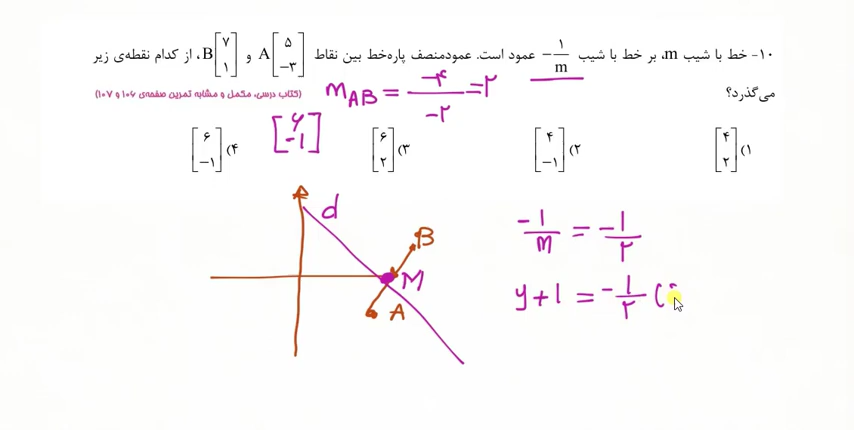 ۱۰- خط با شیب m، بر خط با شیب -۱/m عمود است. عمودمنصف پاره‌خط بین نقاط A[۵ -۳] و B[۷ ۱]، از کدام نقطه‌ی زیر
می‌گذرد؟
(کتاب درسی، مکمل و مشابه تمرین صفحه‌ی ۱۰۶ و ۱۰۷)
m AB = -۴/-۲ = ۲
[۶ -1]
۱) [۴ ۲]
۲) [۴ -۱]
۳) [۶ ۲]
۴) [۶ -۱]
d
B
M
A
-1/m = -1/۲
y+1 = -1/۲ (